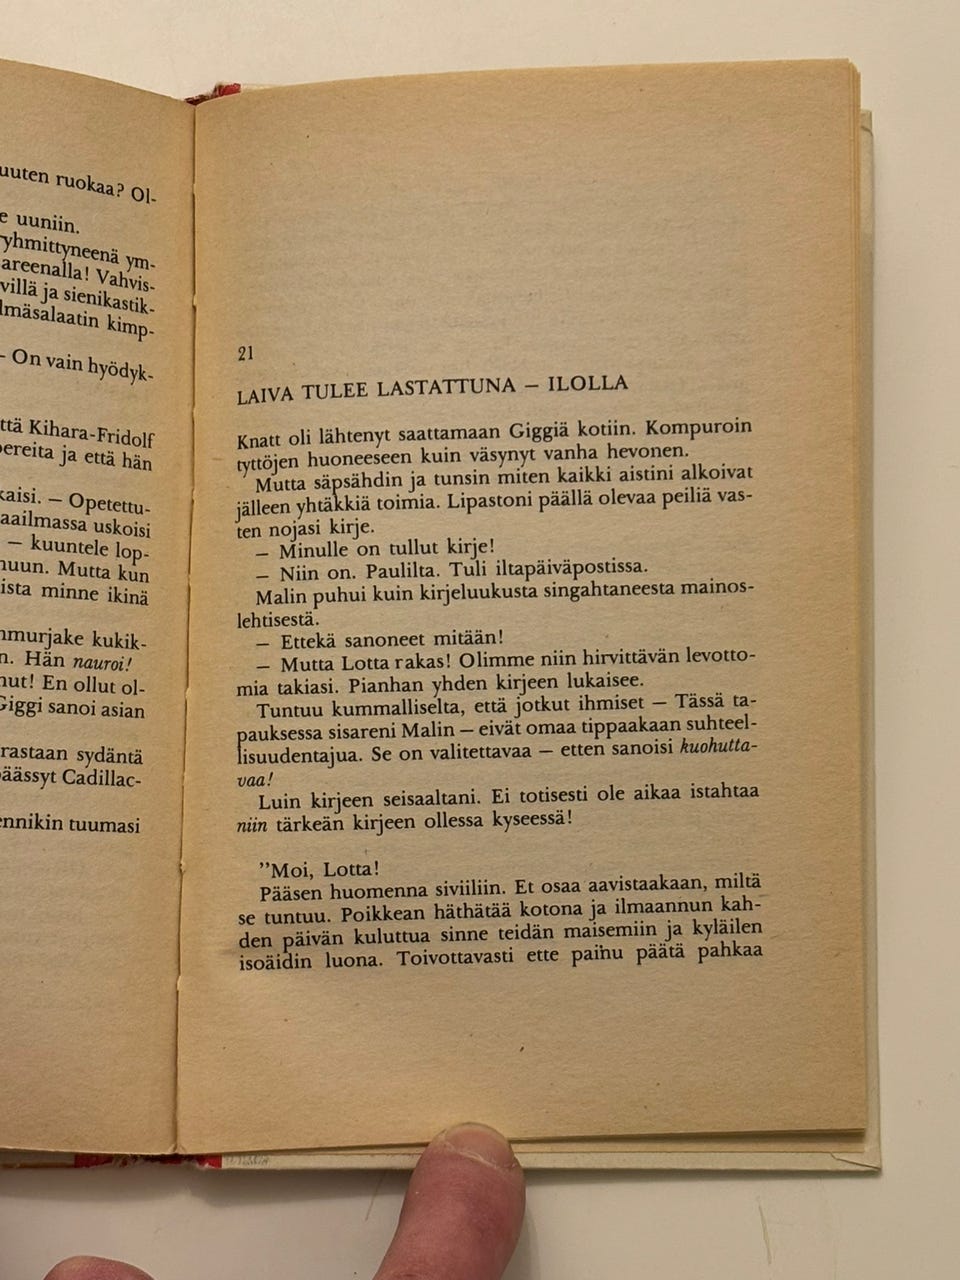 uuten ruokaa? Ol-
e uuniin.
ryhmittyneenä ym-
areenalla! Vahvis-
villä ja sienikastik-
lmäsalaatin kimp-
– On vain hyödyk-
ttä Kihara-Fridolf
pereita ja että hän
kaisi. – Opetettu-
aailmassa uskoisi
– kuuntele lop-
nuun. Mutta kun
ista minne ikinä
mmurjake kukik-
n. Hän nauroi!
nut! En ollut ol-
Giggi sanoi asian
rastaan sydäntä
päässyt Cadillac-
ennikin tuumasi
21
LAIVA TULEE LASTATTUNA – ILOLLA
Knatt oli lähtenyt saattamaan Giggiä kotiin. Kompuroin
tyttöjen huoneeseen kuin väsynyt vanha hevonen.
Mutta säpsähdin ja tunsin miten kaikki aistini alkoivat
jälleen yhtäkkiä toimia. Lipastoni päällä olevaa peiliä vas-
ten nojasi kirje.
– Minulle on tullut kirje!
– Niin on. Paulilta. Tuli iltapäiväpostissa.
Malin puhui kuin kirjeluukusta singahtaneesta mainos-
lehtisestä.
– Ettekä sanoneet mitään!
– Mutta Lotta rakas! Olimme niin hirvittävän levotto-
mia takiasi. Pianhan yhden kirjeen lukaisee.
Tuntuu kummalliselta, että jotkut ihmiset – Tässä ta-
pauksessa sisareni Malin – eivät omaa tippaakaan suhteel-
lisuudentajua. Se on valitettavaa – etten sanoisi kuohutta-
vaa!
Luin kirjeen seisaaltani. Ei totisesti ole aikaa istahtaa
niin tärkeän kirjeen ollessa kyseessä!
”Moi, Lotta!
Pääsen huomenna siviiliin. Et osaa aavistaakaan, miltä
se tuntuu. Poikkean häthätää kotona ja ilmaannun kah-
den päivän kuluttua sinne teidän maisemiin ja kyläilen
isoäidin luona. Toivottavasti ette painu päätä pahkaa